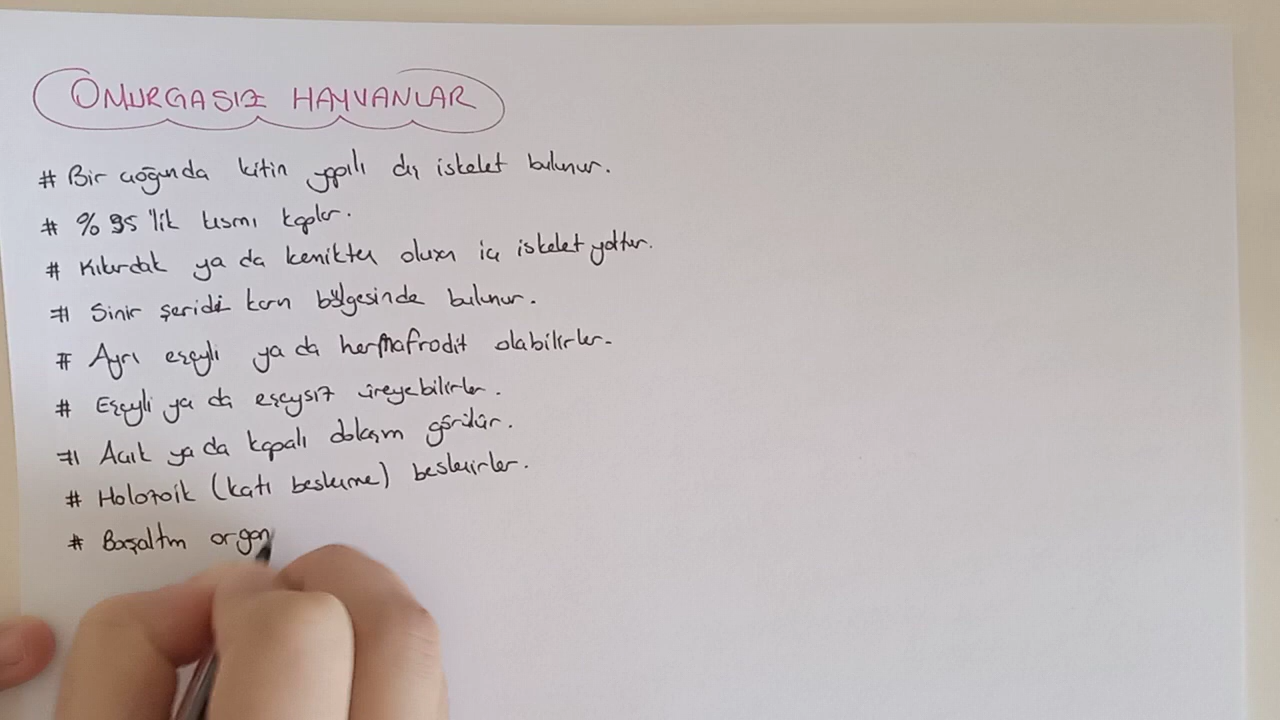 OMURGASIZ HAYVANLAR
# Bir çoğunda kitin yapılı dış iskelet bulunur.
# %95'lik kısmı kaplar.
# Kıkırdak ya da kemikten oluşan iç iskelet yoktur.
# Sinir şeridi karın bölgesinde bulunur.
# Ayrı eşeyli ya da hermafrodit olabilirler.
# Eşeyli ya da eşeysiz üreyebilirler.
# Açık ya da kapalı dolaşım görülür.
# Holozoik (katı beslenme) beslenirler.
# Boşaltım organ